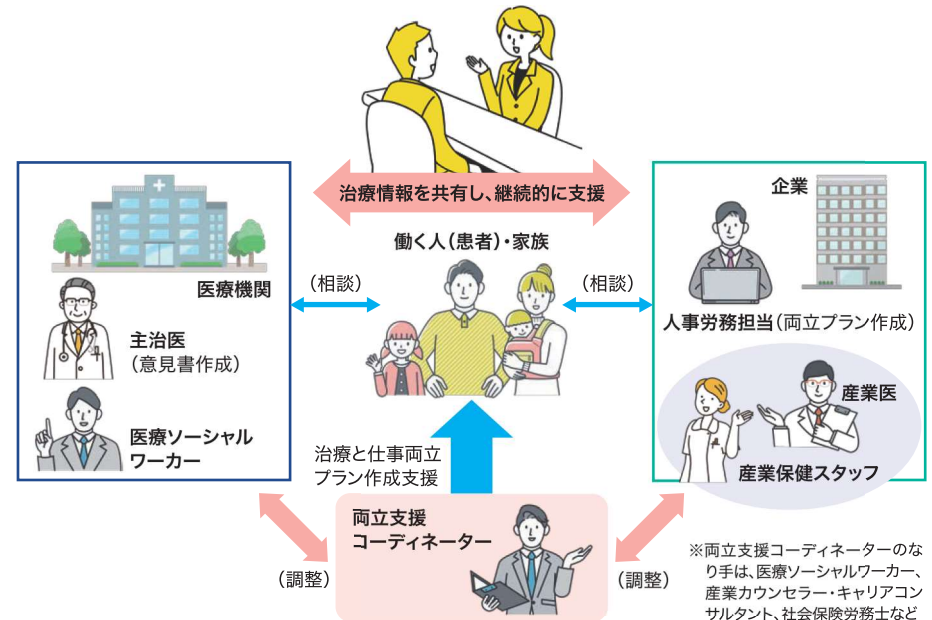 治療情報を共有し、継続的に支援
働く人（患者）・家族
（相談）
（相談）
医療機関
主治医
（意見書作成）
医療ソーシャル
ワーカー
企業
人事労務担当（両立プラン作成）
産業医
産業保健スタッフ
治療と仕事両立
プラン作成支援
両立支援
コーディネーター
（調整）
（調整）
※両立支援コーディネーターのな
り手は、医療ソーシャルワーカー、
産業カウンセラー・キャリアコン
サルタント、社会保険労務士など